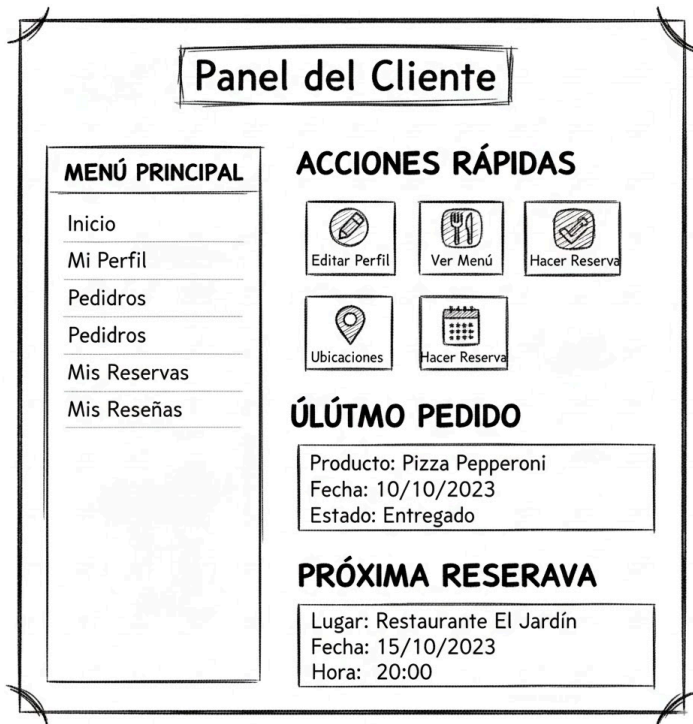 Panel del Cliente
MENÚ PRINCIPAL
Inicio
Mi Perfil
Pedidros
Pedidros
Mis Reservas
Mis Reseñas
ACCIONES RÁPIDAS
Editar Perfil
Ver Menú
Hacer Reserva
Ubicaciones
Hacer Reserva
ÚLÚTMO PEDIDO
Producto: Pizza Pepperoni
Fecha: 10/10/2023
Estado: Entregado
PRÓXIMA RESERAVA
Lugar: Restaurante El Jardín
Fecha: 15/10/2023
Hora: 20:00